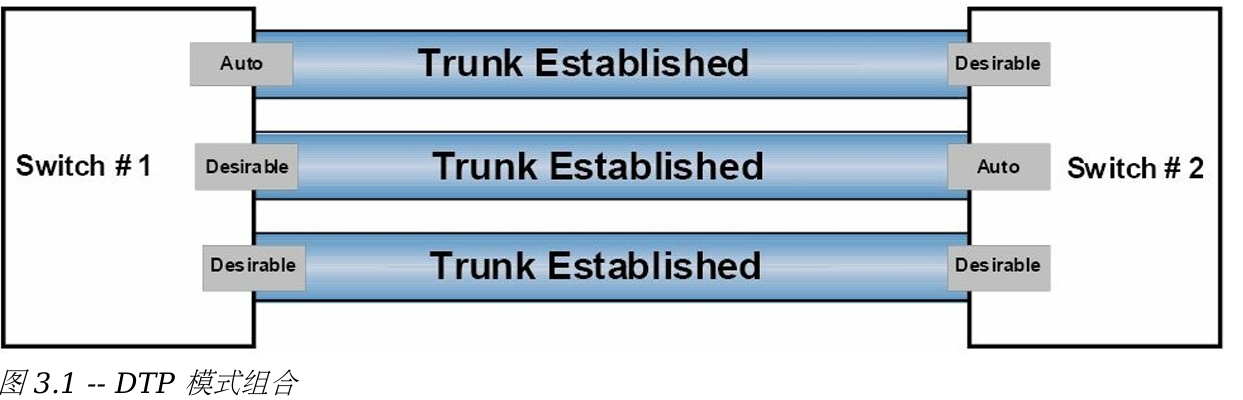 Auto Trunk Established Desirable
Switch # 1 Desirable Trunk Established Auto Switch # 2
Desirable Trunk Established Desirable
图 3.1 -- DTP 模式组合